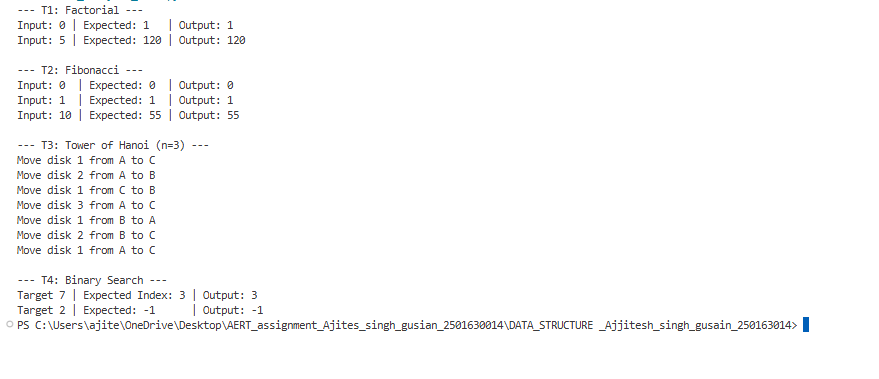 --- T1: Factorial ---
Input: 0 | Expected: 1   | Output: 1
Input: 5 | Expected: 120 | Output: 120
--- T2: Fibonacci ---
Input: 0  | Expected: 0  | Output: 0
Input: 1  | Expected: 1  | Output: 1
Input: 10 | Expected: 55 | Output: 55
--- T3: Tower of Hanoi (n=3) ---
Move disk 1 from A to C
Move disk 2 from A to B
Move disk 1 from C to B
Move disk 3 from A to C
Move disk 1 from B to A
Move disk 2 from B to C
Move disk 1 from A to C
--- T4: Binary Search ---
Target 7 | Expected Index: 3 | Output: 3
Target 2 | Expected: -1      | Output: -1
PS C:\Users\ajite\OneDrive\Desktop\AERT_assignment_Ajites_singh_gusian_2501630014\DATA_STRUCTURE _Ajjitesh_singh_gusain_250163014>